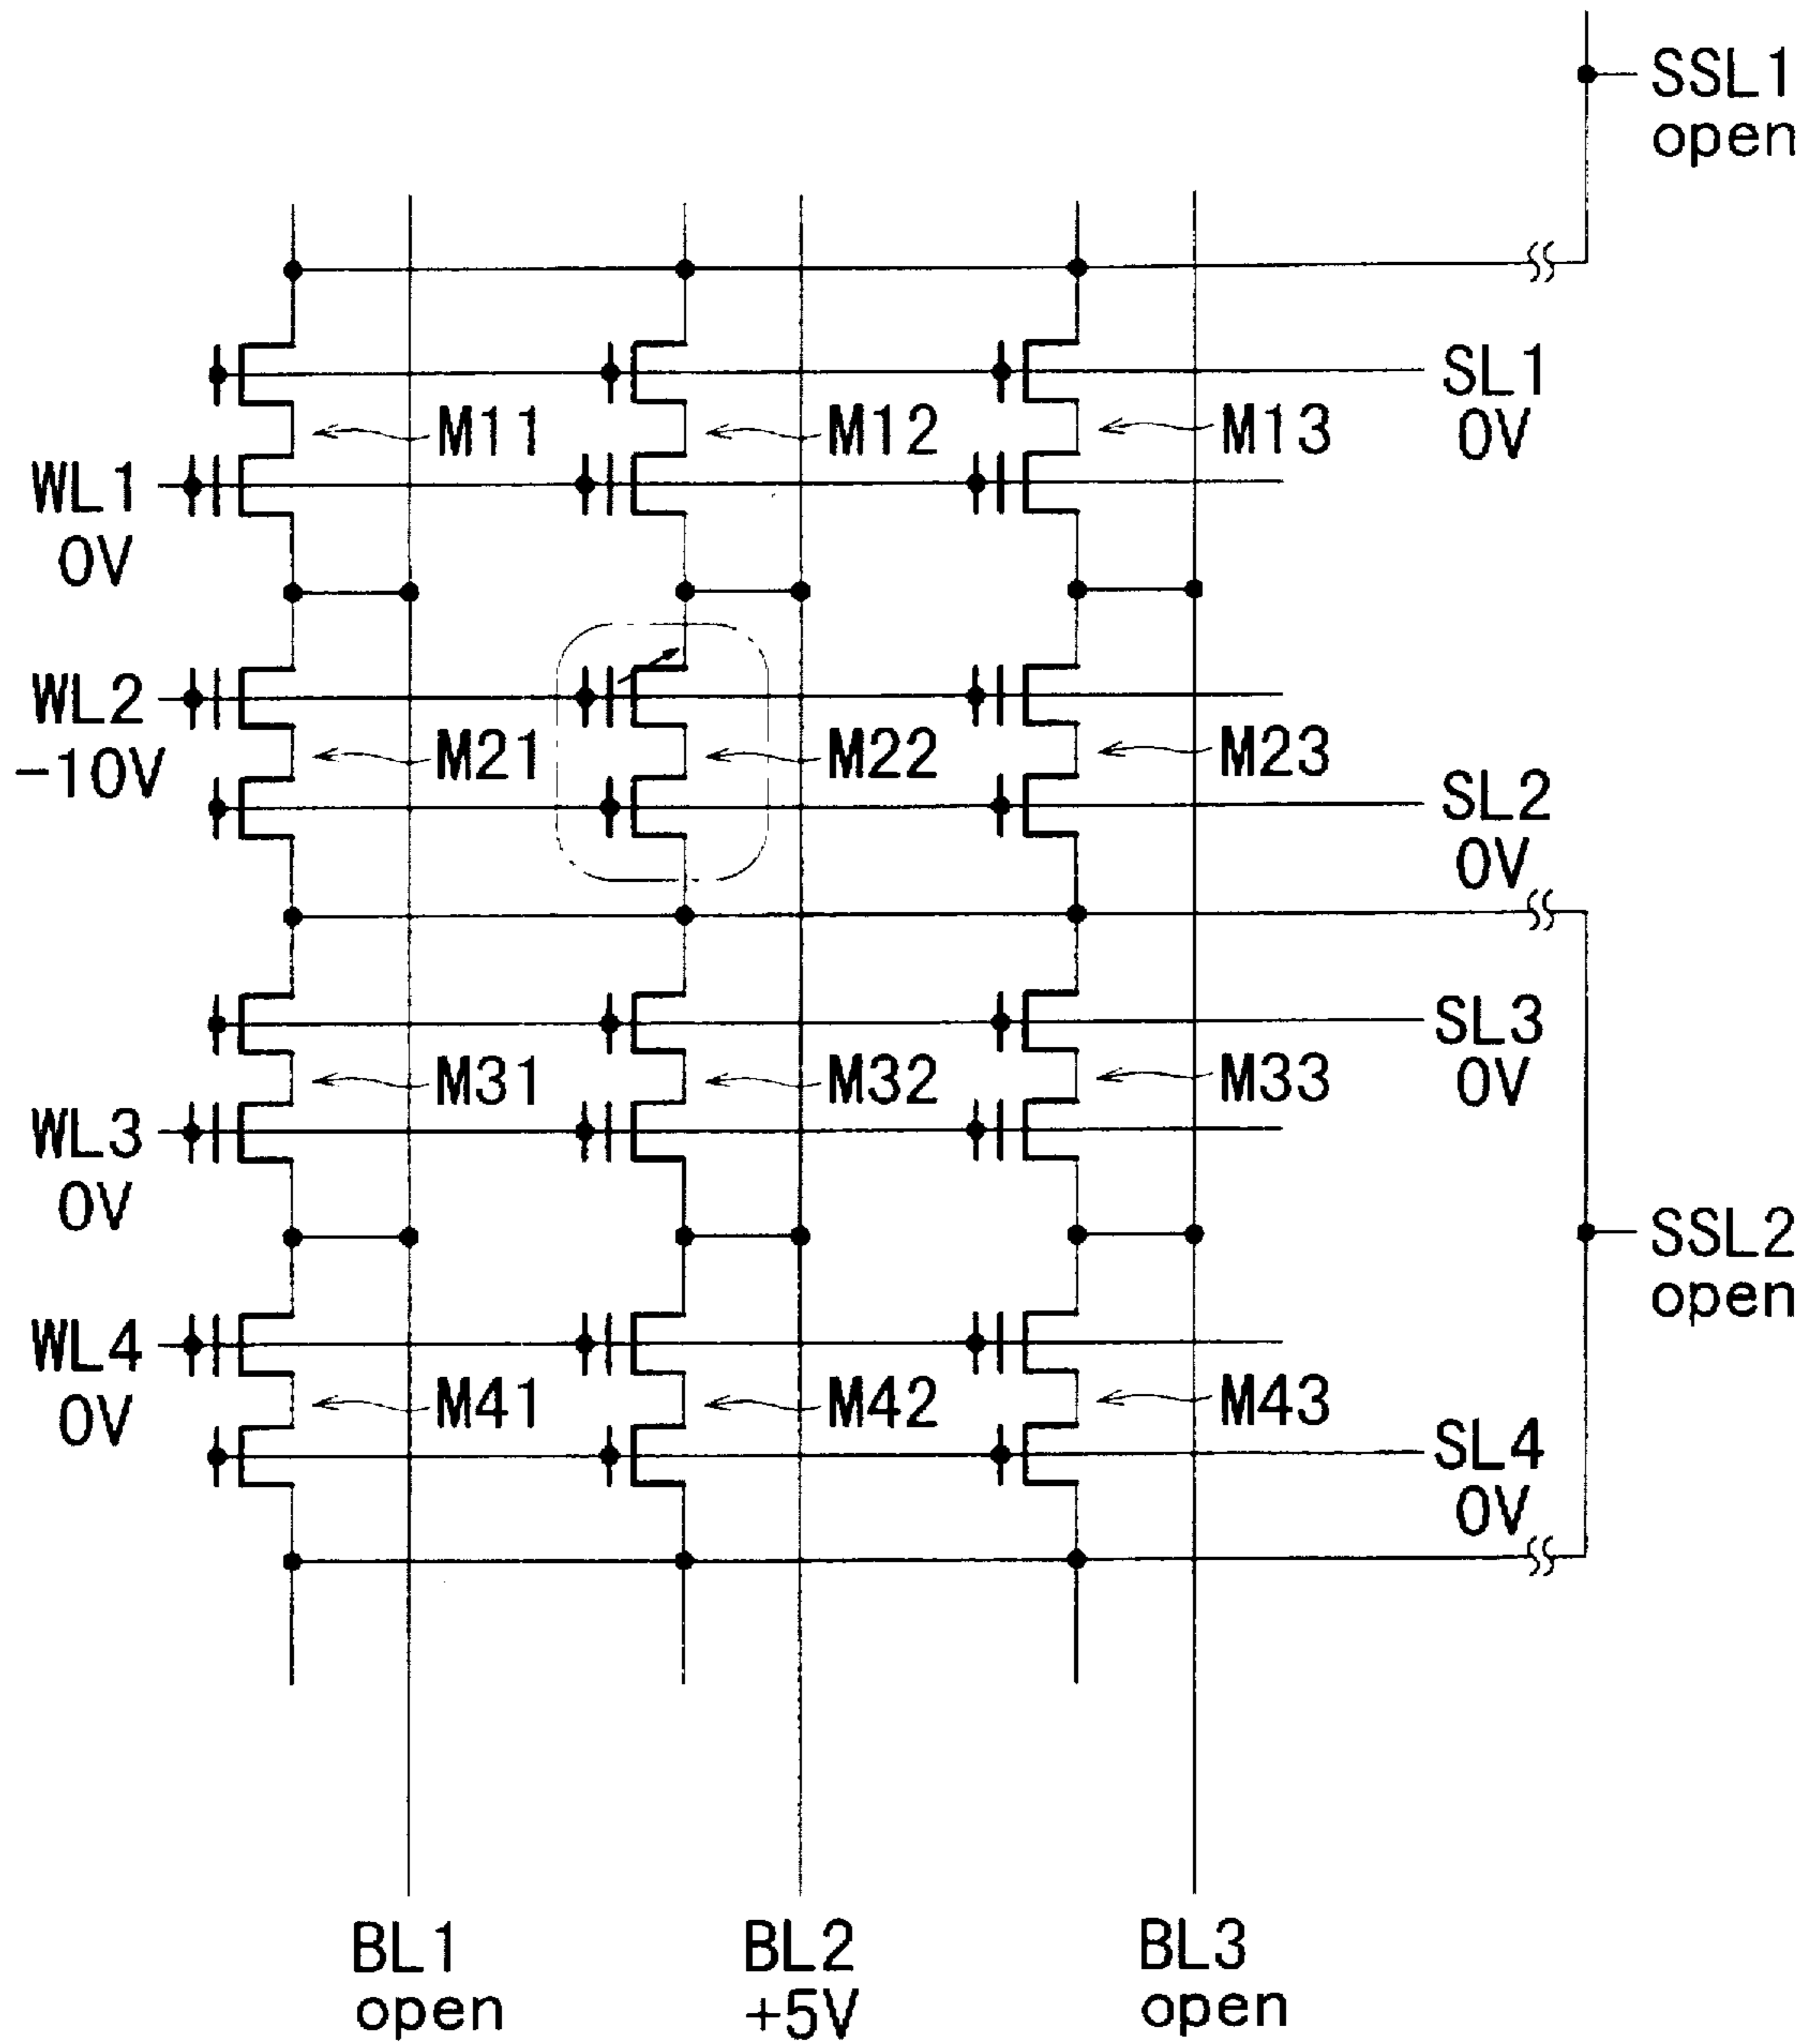 SSL1
open
SL1
0V
M11
M12
M13
WL1
0V
WL2
-10V
M21
M22
M23
SL2
0V
SL3
0V
M31
M32
M33
WL3
0V
SSL2
open
WL4
0V
M41
M42
M43
SL4
0V
BL1
open
BL2
+5V
BL3
open